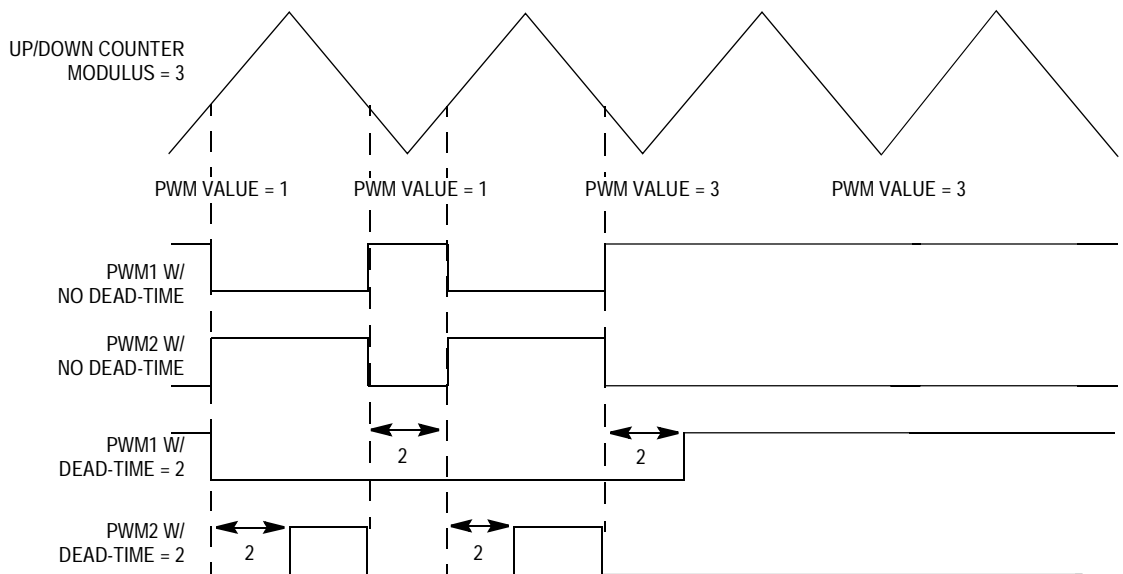 UP/DOWN COUNTER
MODULUS = 3
PWM VALUE = 1 PWM VALUE = 1 PWM VALUE = 3 PWM VALUE = 3
PWM1 W/
NO DEAD-TIME
PWM2 W/
NO DEAD-TIME
PWM1 W/
DEAD-TIME = 2
2 2
PWM2 W/
DEAD-TIME = 2
2 2